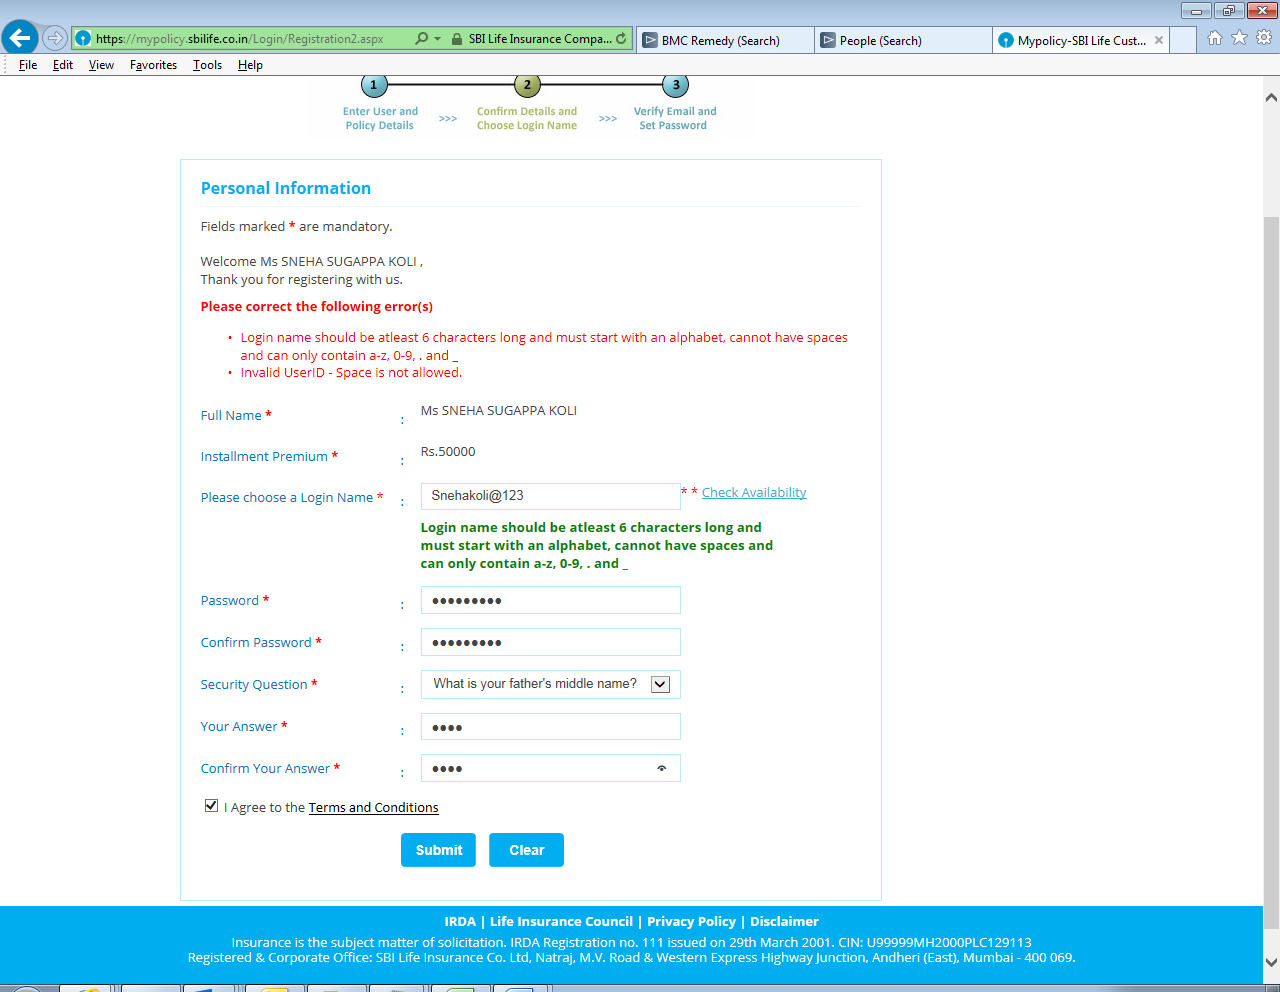 https://mypolicy.sbilife.co.in/Login/Registration2.aspx
SBI Life Insurance Compa...
BMC Remedy (Search)
People (Search)
Mypolicy-SBI Life Cust...
File Edit View Favorites Tools Help
1 2 3
Enter User and Policy Details >>> Confirm Details and Choose Login Name >>> Verify Email and Set Password
Personal Information
Fields marked * are mandatory.
Welcome Ms SNEHA SUGAPPA KOLI ,
Thank you for registering with us.
Please correct the following error(s)
• Login name should be atleast 6 characters long and must start with an alphabet, cannot have spaces
and can only contain a-z, 0-9, . and _
• Invalid UserID - Space is not allowed.
Full Name * : Ms SNEHA SUGAPPA KOLI
Installment Premium * : Rs.50000
Please choose a Login Name * : Snehakoli@123 * * Check Availability
Login name should be atleast 6 characters long and
must start with an alphabet, cannot have spaces and
can only contain a-z, 0-9, . and _
Password * : •••••••••
Confirm Password * : •••••••••
Security Question * : What is your father's middle name?
Your Answer * : ••••
Confirm Your Answer * : ••••
I Agree to the Terms and Conditions
Submit Clear
IRDA | Life Insurance Council | Privacy Policy | Disclaimer
Insurance is the subject matter of solicitation. IRDA Registration no. 111 issued on 29th March 2001. CIN: U99999MH2000PLC129113
Registered & Corporate Office: SBI Life Insurance Co. Ltd, Natraj, M.V. Road & Western Express Highway Junction, Andheri (East), Mumbai - 400 069.